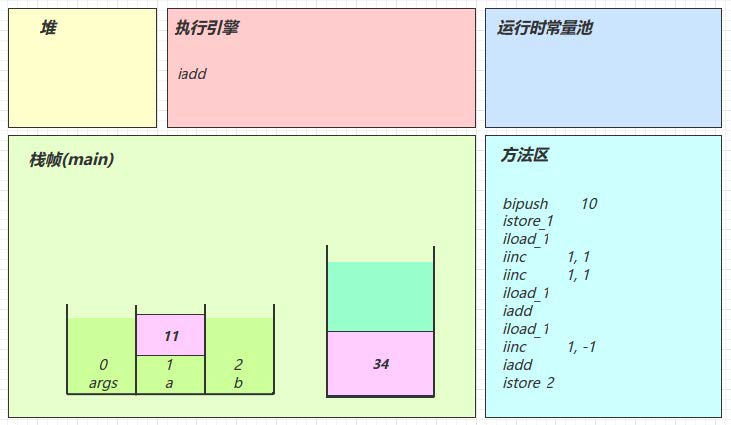 堆
执行引擎
iadd
运行时常量池
栈帧(main)
11
0
args
1
a
2
b
34
方法区
bipush 10
istore_1
iload_1
iinc 1, 1
iinc 1, 1
iload_1
iadd
iload_1
iinc 1, -1
iadd
istore 2